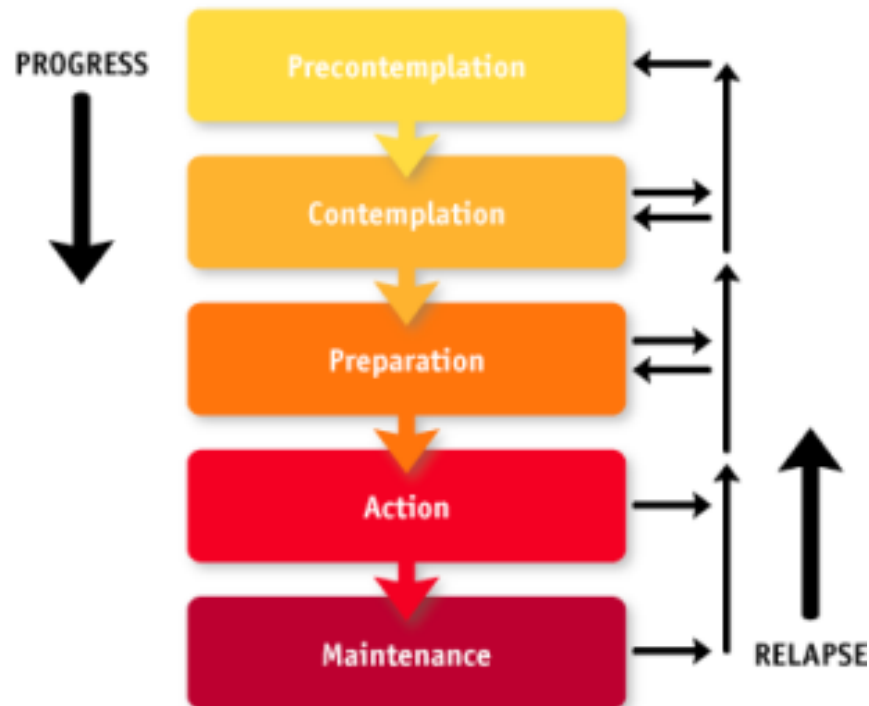 PROGRESS
Precontemplation
Contemplation
Preparation
Action
Maintenance
RELAPSE